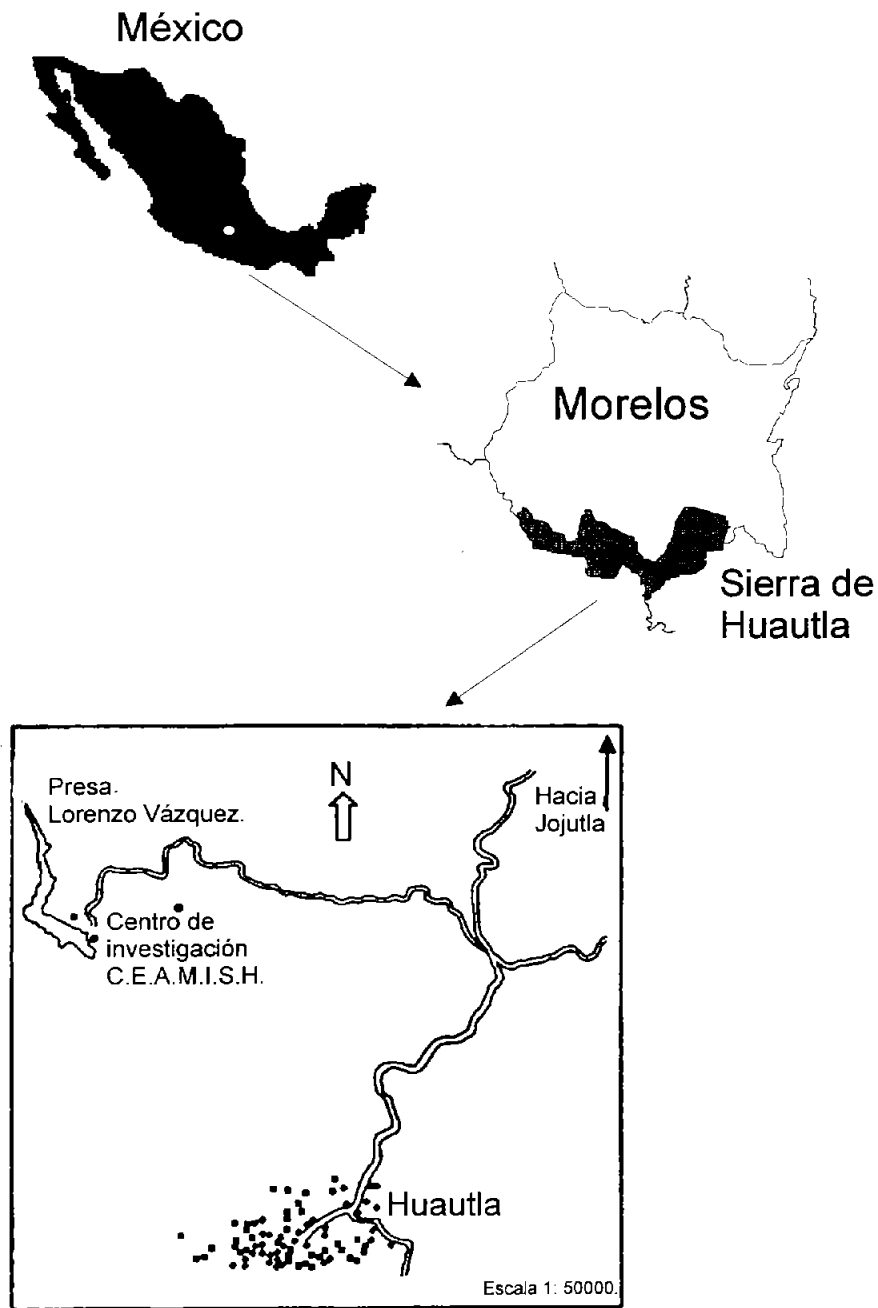 México
Morelos
Sierra de
Huautla
Presa.
Lorenzo Vázquez.
N
Hacia
Jojutla
Centro de
investigación
C.E.A.M.I.S.H.
Huautla
Escala 1: 50000.